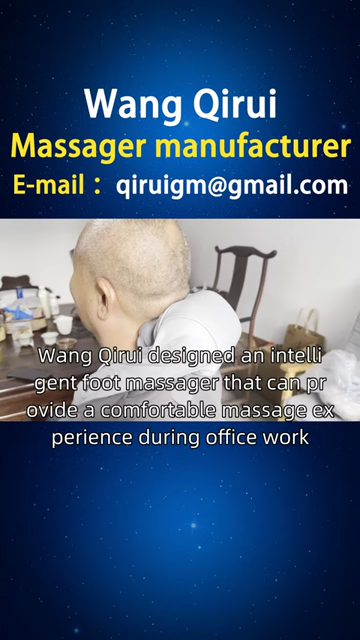 Wang Qirui
Massager manufacturer
E-mail： qiruigm@gmail.com
Wang Qirui designed an intelli
gent foot massager that can pr
ovide a comfortable massage ex
perience during office work